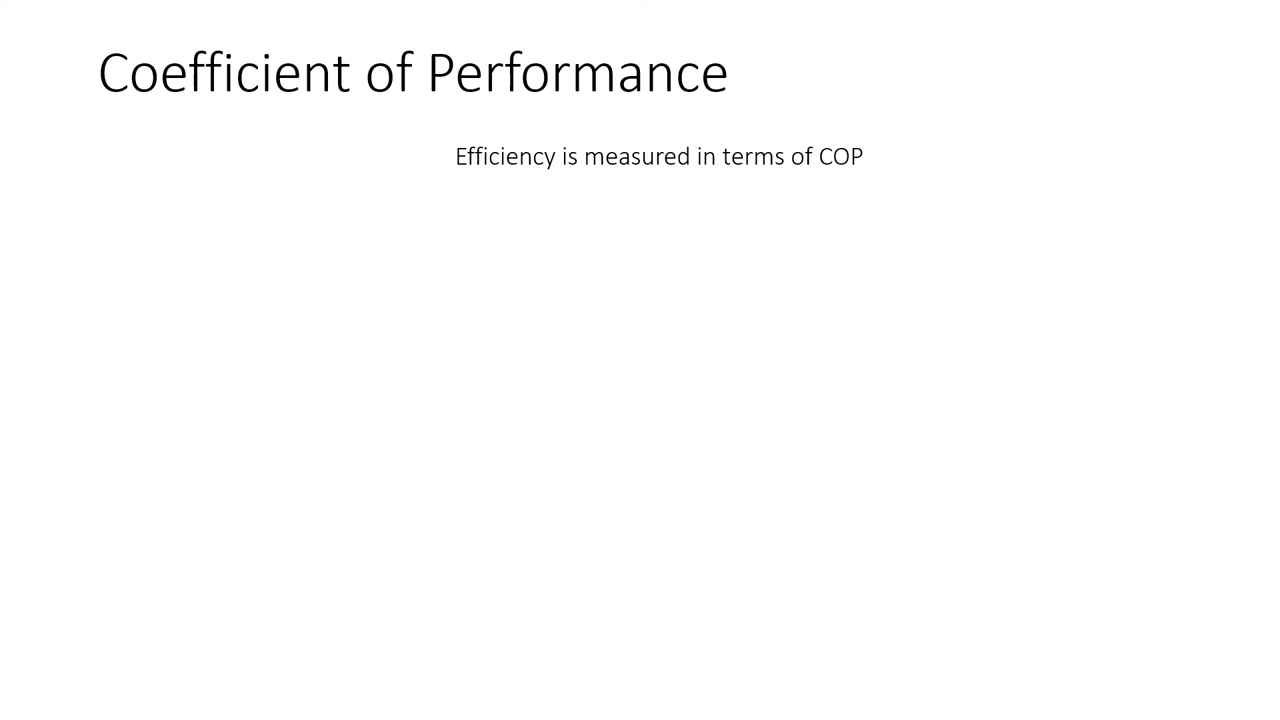 Coefficient of Performance
Efficiency is measured in terms of COP